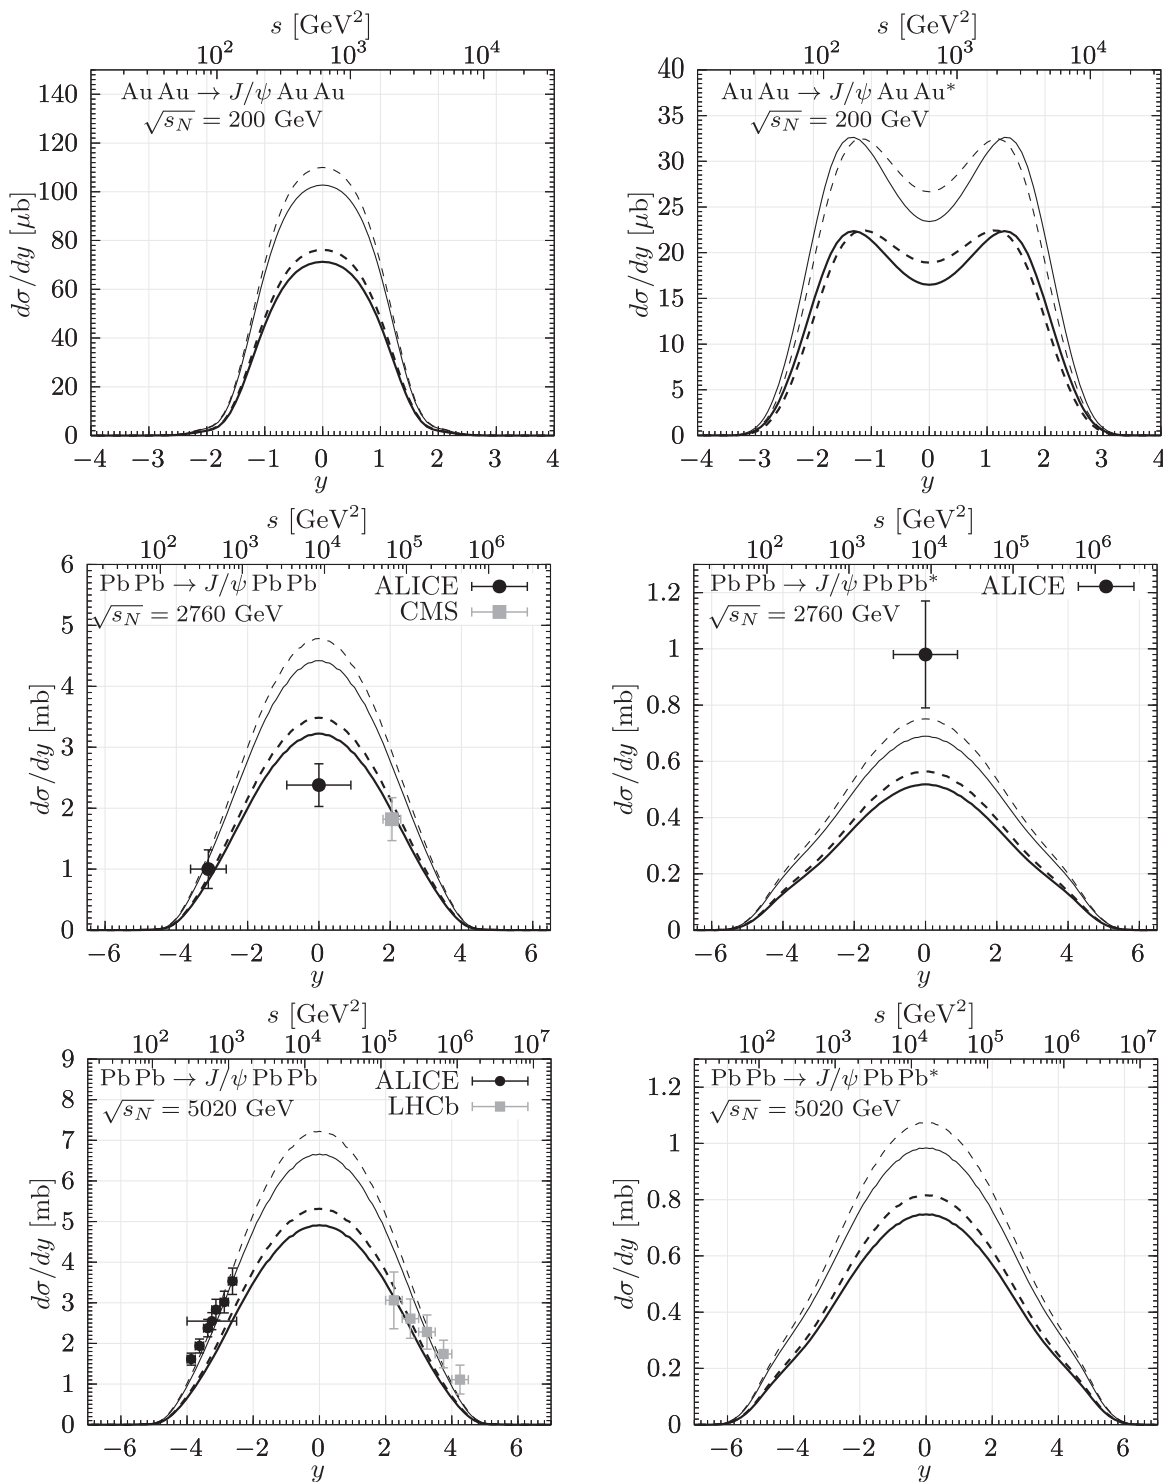 s [GeV²]
10² 10³ 10⁴
140
120
100
80
60
40
20
0
dσ/dy [μb]
Au Au → J/ψ Au Au
√s_N = 200 GeV
−4 −3 −2 −1 0 1 2 3 4
y
s [GeV²]
10² 10³ 10⁴
40
35
30
25
20
15
10
5
0
dσ/dy [μb]
Au Au → J/ψ Au Au*
√s_N = 200 GeV
−4 −3 −2 −1 0 1 2 3 4
y
s [GeV²]
10² 10³ 10⁴ 10⁵ 10⁶
6
5
4
3
2
1
0
dσ/dy [mb]
Pb Pb → J/ψ Pb Pb
√s_N = 2760 GeV
ALICE
CMS
−6 −4 −2 0 2 4 6
y
s [GeV²]
10² 10³ 10⁴ 10⁵ 10⁶
1.2
1
0.8
0.6
0.4
0.2
0
dσ/dy [mb]
Pb Pb → J/ψ Pb Pb*
√s_N = 2760 GeV
ALICE
−6 −4 −2 0 2 4 6
y
s [GeV²]
10² 10³ 10⁴ 10⁵ 10⁶ 10⁷
9
8
7
6
5
4
3
2
1
0
dσ/dy [mb]
Pb Pb → J/ψ Pb Pb
√s_N = 5020 GeV
ALICE
LHCb
−6 −4 −2 0 2 4 6
y
s [GeV²]
10² 10³ 10⁴ 10⁵ 10⁶ 10⁷
1.2
1
0.8
0.6
0.4
0.2
0
dσ/dy [mb]
Pb Pb → J/ψ Pb Pb*
√s_N = 5020 GeV
−6 −4 −2 0 2 4 6
y